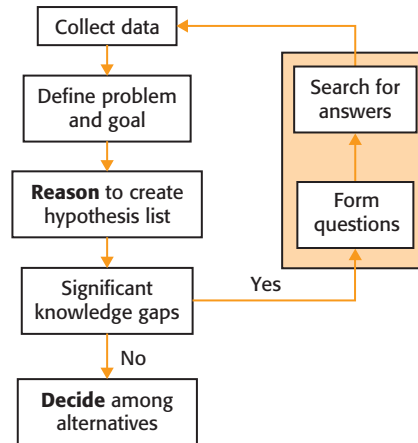 Collect data
Define problem
and goal
Reason to create
hypothesis list
Significant
knowledge gaps
No
Decide among
alternatives
Yes
Search for
answers
Form
questions